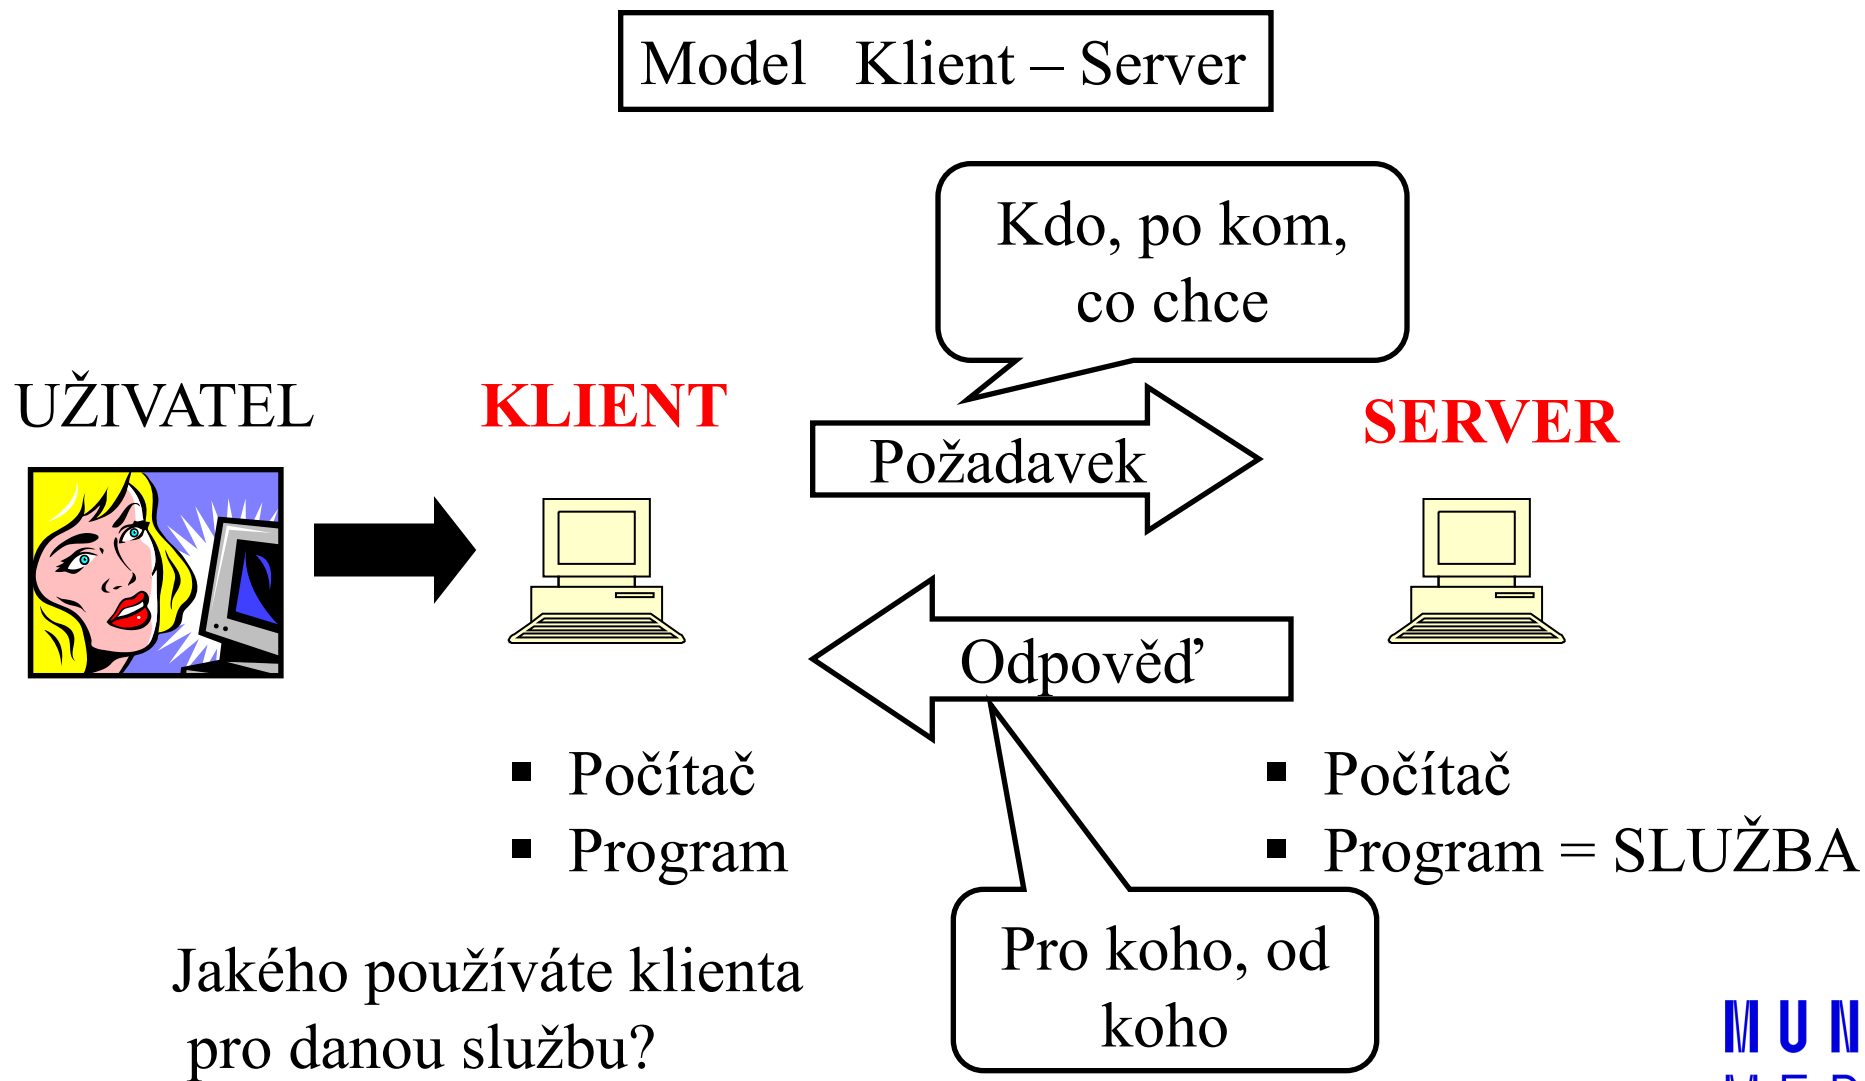 Model Klient – Server
Kdo, po kom,
co chce
UŽIVATEL
KLIENT
SERVER
Požadavek
Odpověď
▪ Počítač
▪ Program
▪ Počítač
▪ Program = SLUŽBA
Pro koho, od
koho
Jakého používáte klienta
pro danou službu?
MUN